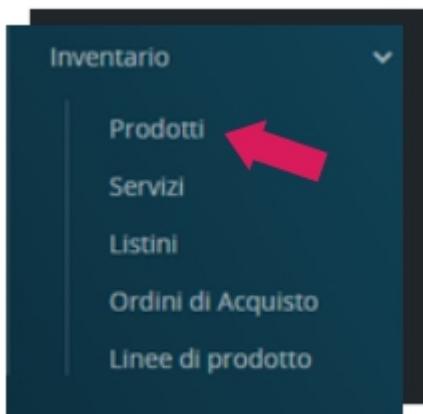 Inventario
Prodotti
Servizi
Listini
Ordini di Acquisto
Linee di prodotto